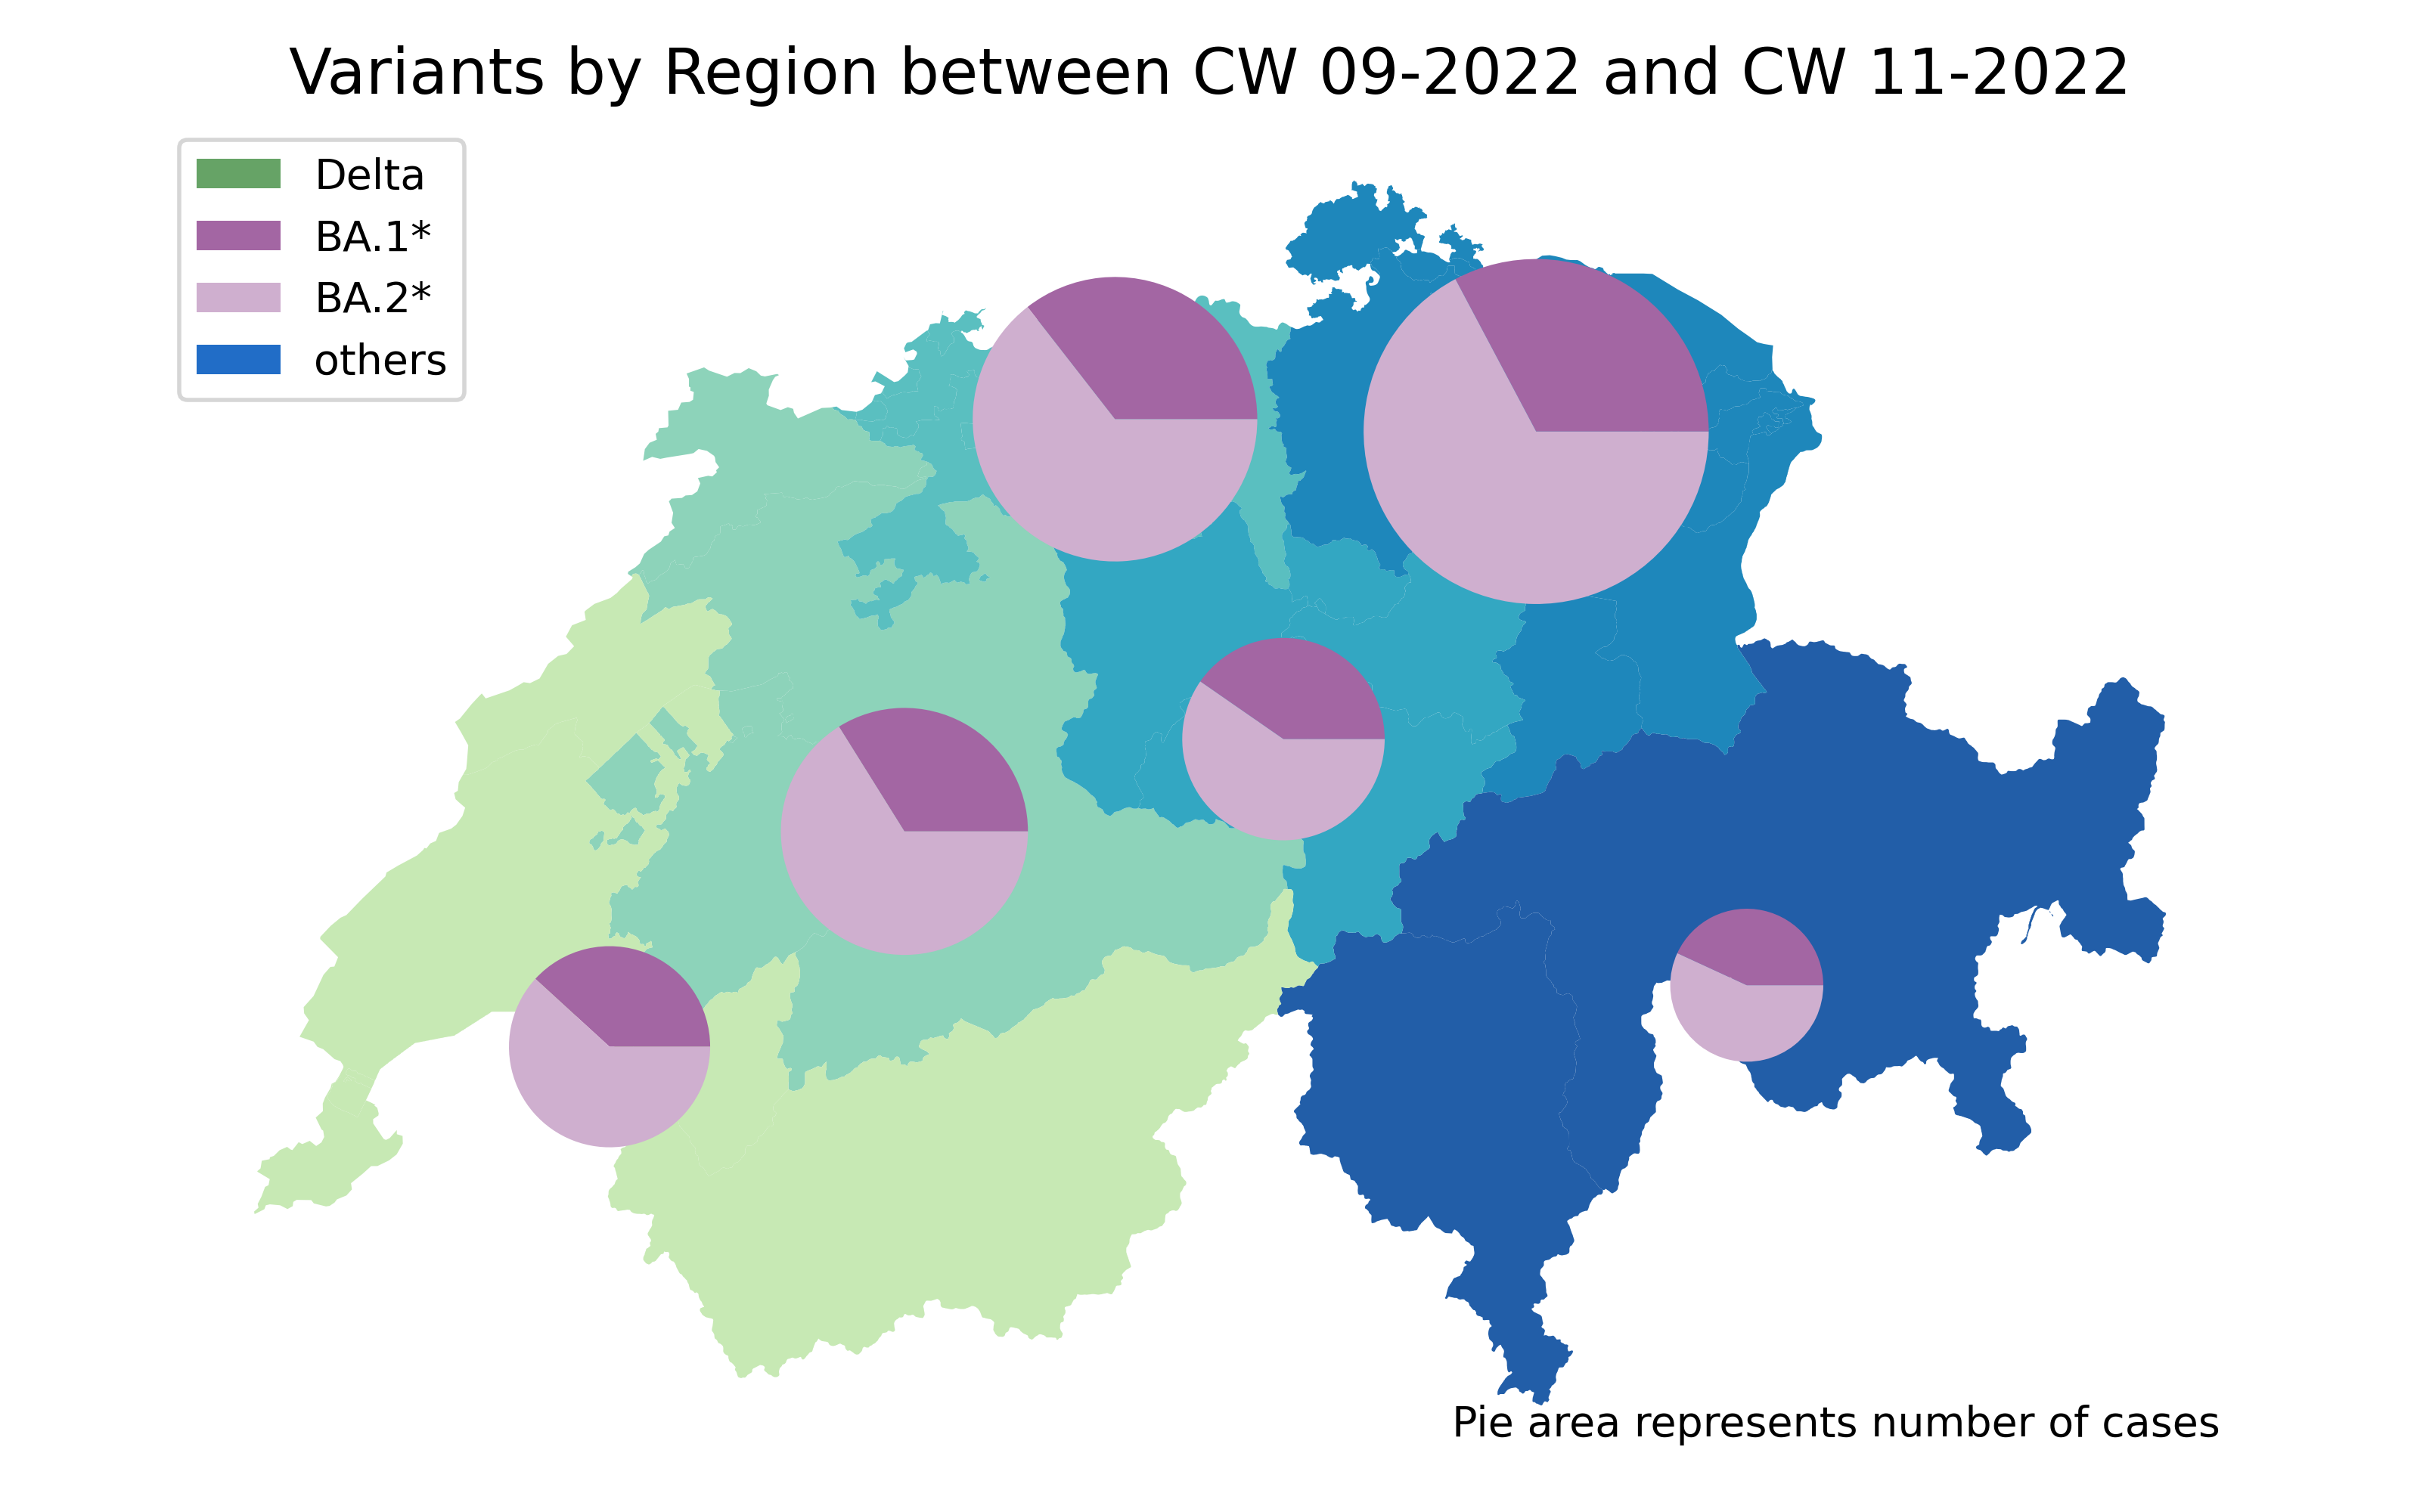 Variants by Region between CW 09-2022 and CW 11-2022
Delta
BA.1*
BA.2*
others
Pie area represents number of cases